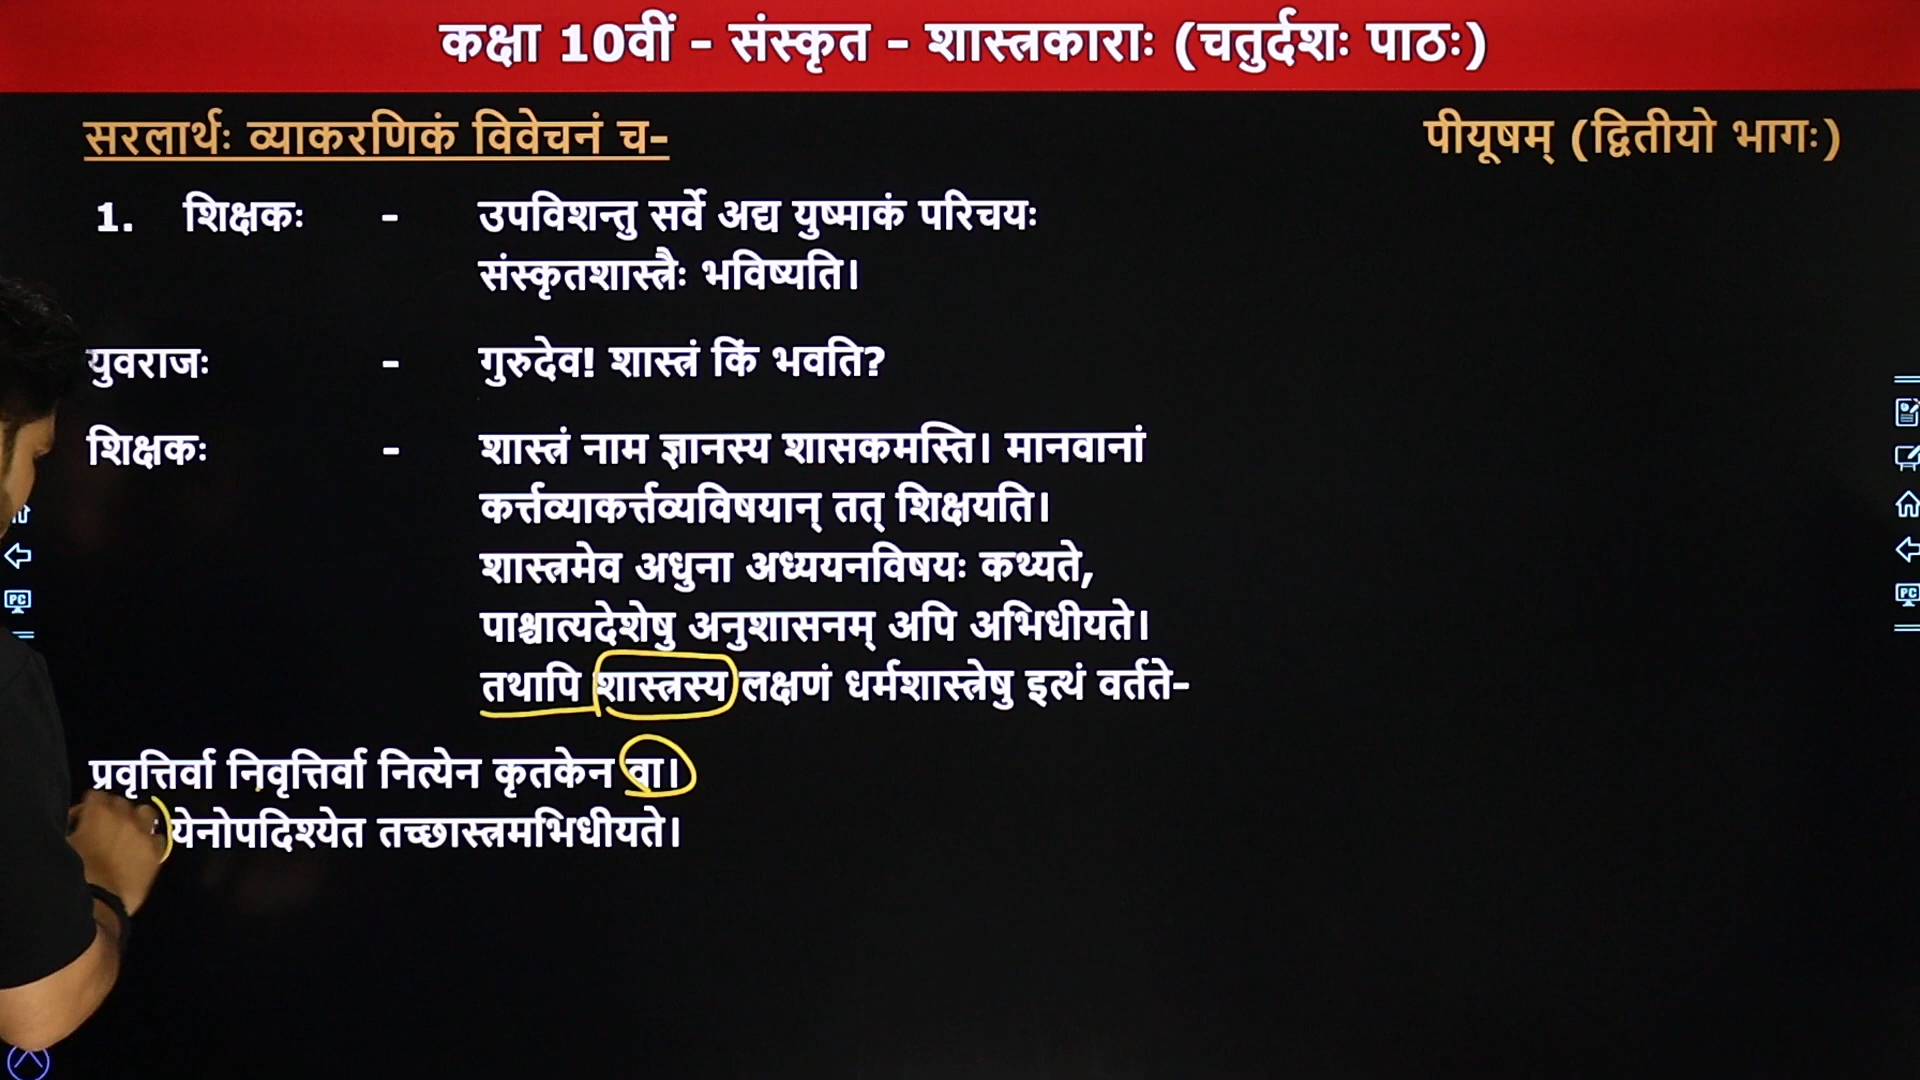 कक्षा 10वीं - संस्कृत - शास्त्रकाराः (चतुर्दशः पाठः)
सरलार्थः व्याकरणिकं विवेचनं च-
पीयूषम् (द्वितीयो भागः)
1. शिक्षकः - उपविशन्तु सर्वे अद्य युष्माकं परिचयः
संस्कृतशास्त्रैः भविष्यति।
युवराजः - गुरुदेव! शास्त्रं किं भवति?
शिक्षकः - शास्त्रं नाम ज्ञानस्य शासकमस्ति। मानवानां
कर्त्तव्याकर्त्तव्यविषयान् तत् शिक्षयति।
शास्त्रमेव अधुना अध्ययनविषयः कथ्यते,
पाश्चात्यदेशेषु अनुशासनम् अपि अभिधीयते।
तथापि शास्त्रस्य लक्षणं धर्मशास्त्रेषु इत्थं वर्तते-
प्रवृत्तिर्वा निवृत्तिर्वा नित्येन कृतकेन वा।
येनोपदिश्येत तच्छास्त्रमभिधीयते।
PC
PC